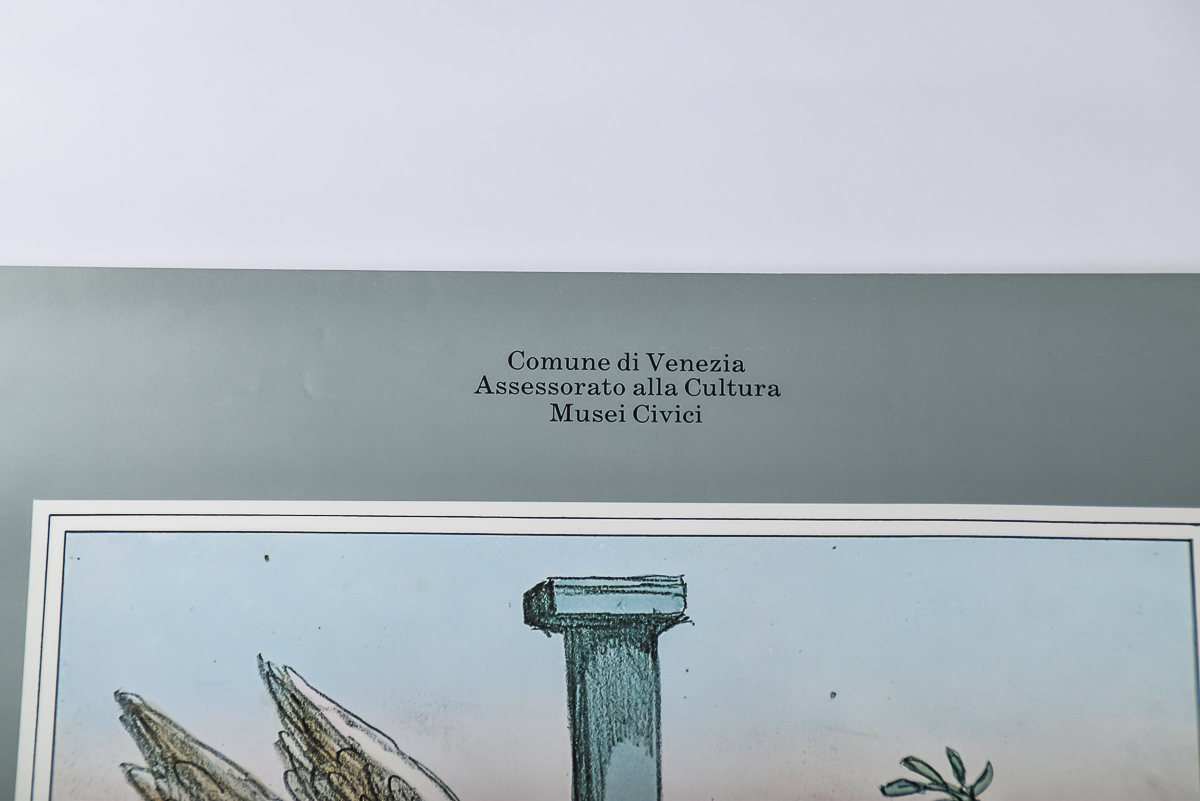 Comune di Venezia
Assessorato alla Cultura
Musei Civici